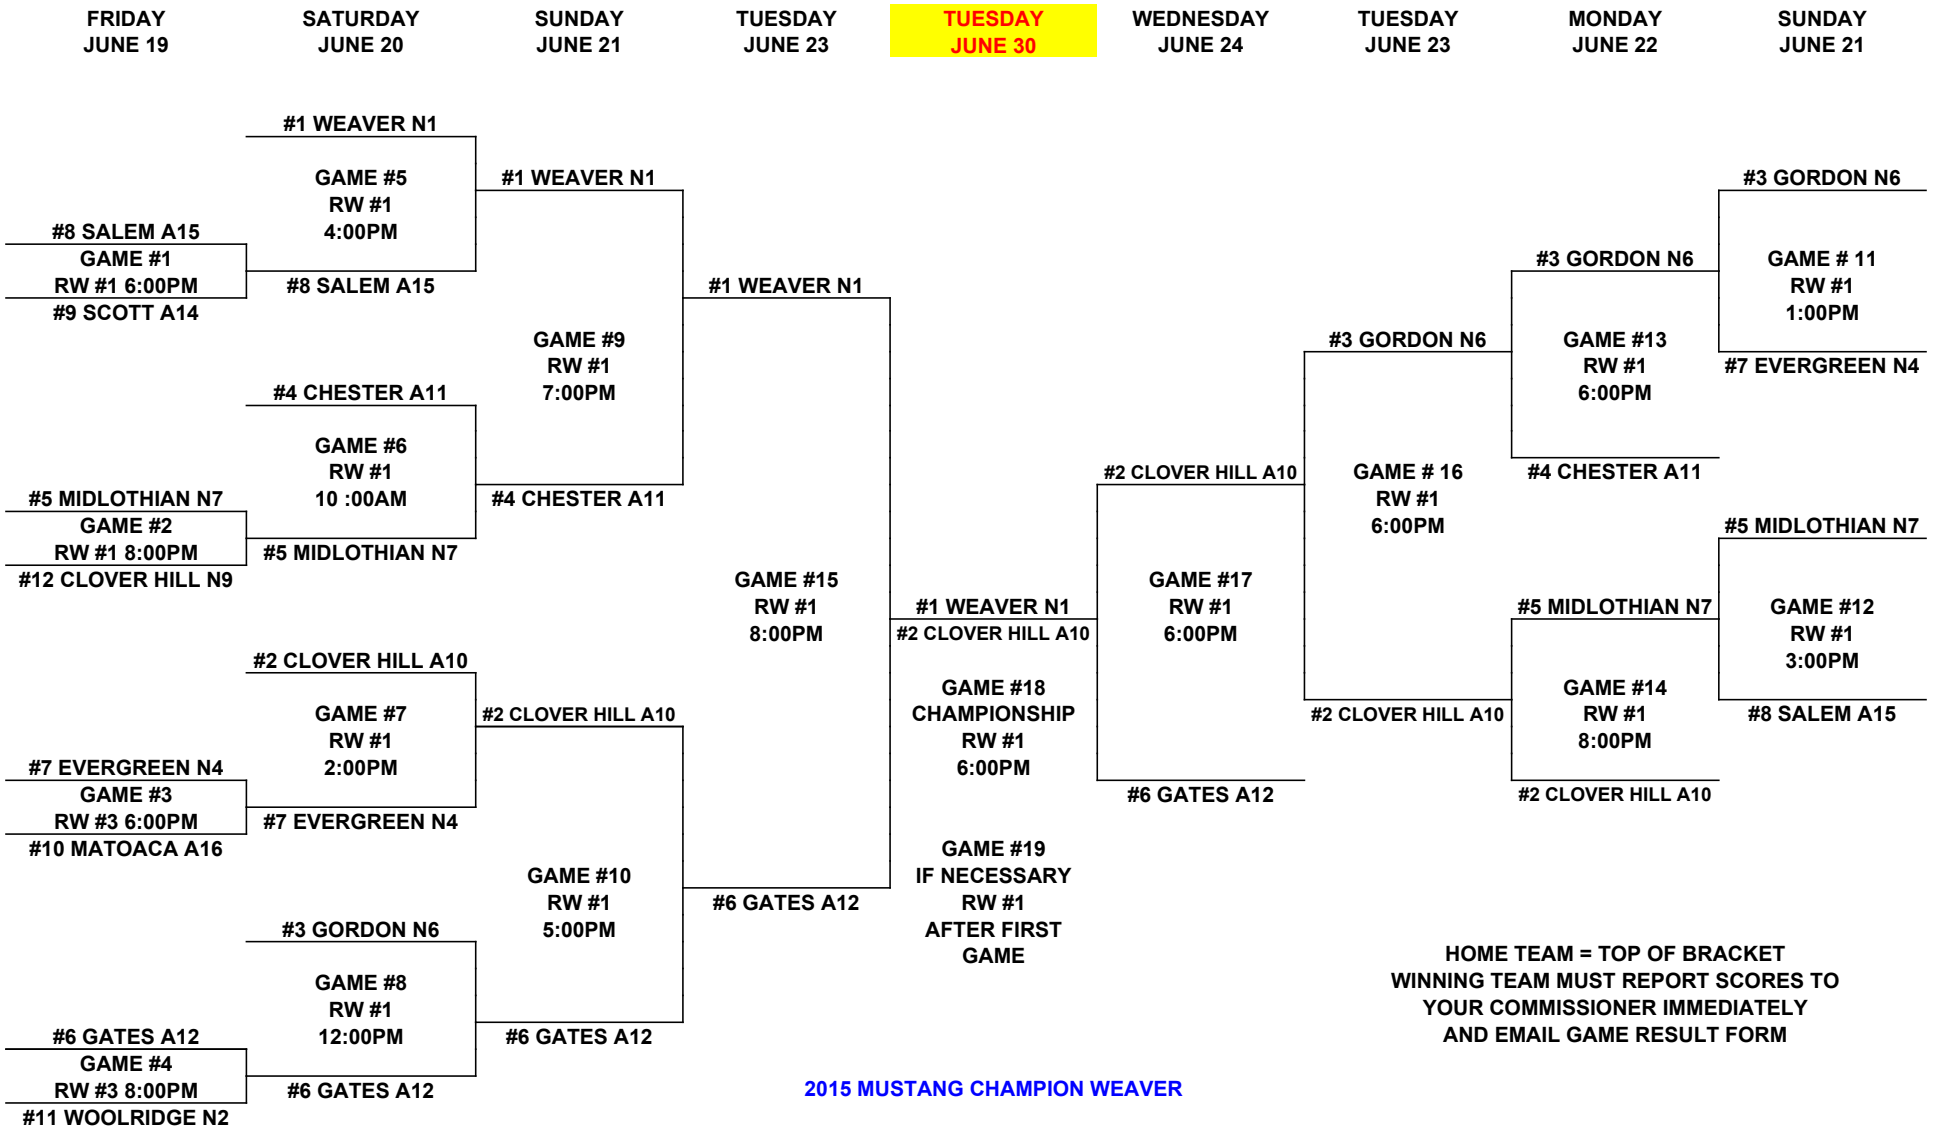 FRIDAY
JUNE 19
SATURDAY
JUNE 20
SUNDAY
JUNE 21
TUESDAY
JUNE 23
TUESDAY
JUNE 30
WEDNESDAY
JUNE 24
TUESDAY
JUNE 23
MONDAY
JUNE 22
SUNDAY
JUNE 21
#8 SALEM A15
GAME #1
RW #1 6:00PM
#9 SCOTT A14
#5 MIDLOTHIAN N7
GAME #2
RW #1 8:00PM
#12 CLOVER HILL N9
#7 EVERGREEN N4
GAME #3
RW #3 6:00PM
#10 MATOACA A16
#6 GATES A12
GAME #4
RW #3 8:00PM
#11 WOOLRIDGE N2
#1 WEAVER N1
GAME #5
RW #1
4:00PM
#8 SALEM A15
#4 CHESTER A11
GAME #6
RW #1
10 :00AM
#5 MIDLOTHIAN N7
#2 CLOVER HILL A10
GAME #7
RW #1
2:00PM
#7 EVERGREEN N4
#3 GORDON N6
GAME #8
RW #1
12:00PM
#6 GATES A12
#1 WEAVER N1
GAME #9
RW #1
7:00PM
#4 CHESTER A11
#2 CLOVER HILL A10
GAME #10
RW #1
5:00PM
#6 GATES A12
#1 WEAVER N1
GAME #15
RW #1
8:00PM
#6 GATES A12
#1 WEAVER N1
#2 CLOVER HILL A10
GAME #18
CHAMPIONSHIP
RW #1
6:00PM
GAME #19
IF NECESSARY
RW #1
AFTER FIRST
GAME
#2 CLOVER HILL A10
GAME #17
RW #1
6:00PM
#6 GATES A12
#3 GORDON N6
GAME # 16
RW #1
6:00PM
#2 CLOVER HILL A10
#3 GORDON N6
GAME #13
RW #1
6:00PM
#4 CHESTER A11
#5 MIDLOTHIAN N7
GAME #14
RW #1
8:00PM
#2 CLOVER HILL A10
#3 GORDON N6
GAME # 11
RW #1
1:00PM
#7 EVERGREEN N4
#5 MIDLOTHIAN N7
GAME #12
RW #1
3:00PM
#8 SALEM A15
HOME TEAM = TOP OF BRACKET
WINNING TEAM MUST REPORT SCORES TO
YOUR COMMISSIONER IMMEDIATELY
AND EMAIL GAME RESULT FORM
2015 MUSTANG CHAMPION WEAVER